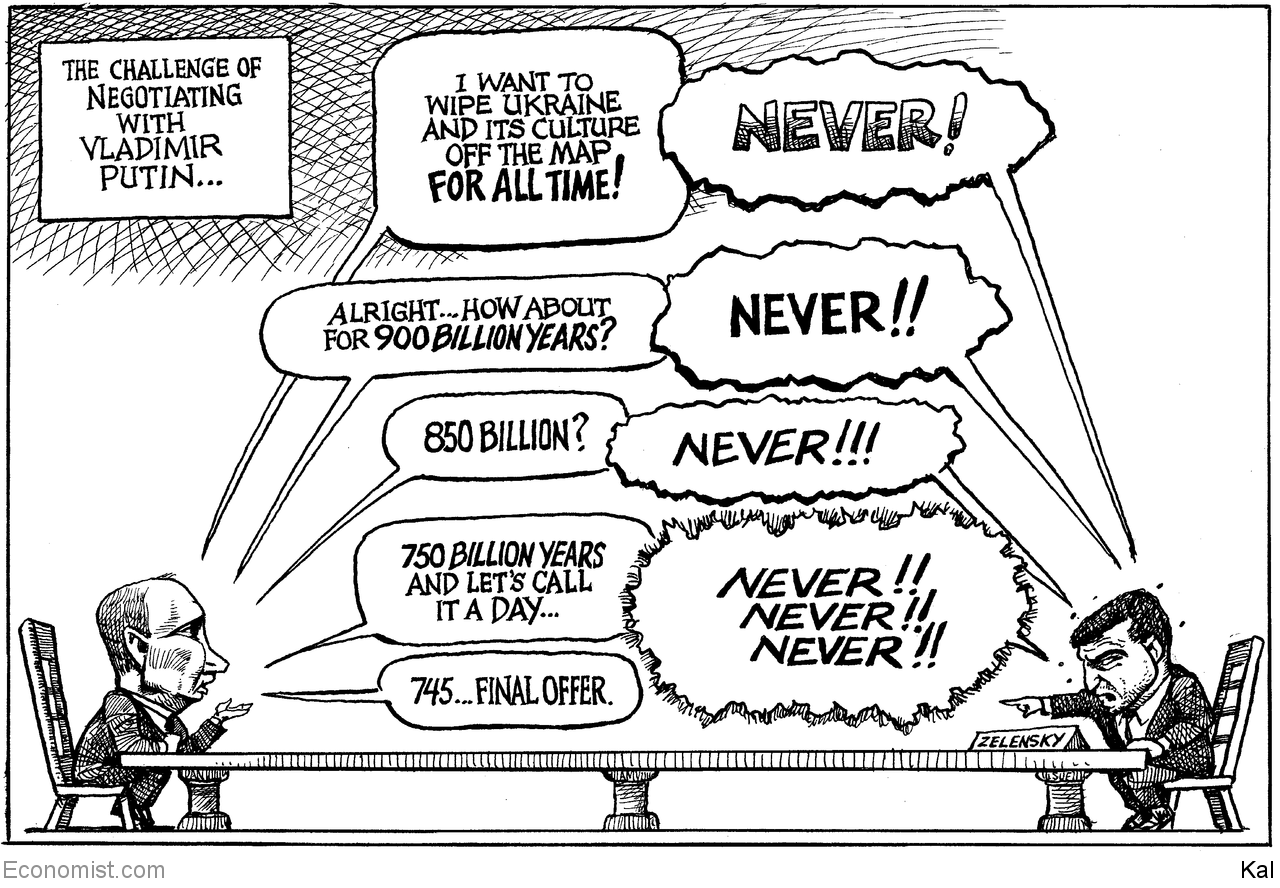 THE CHALLENGE OF
NEGOTIATING
WITH
VLADIMIR
PUTIN...
I WANT TO
WIPE UKRAINE
AND ITS CULTURE
OFF THE MAP
FOR ALL TIME!
NEVER!
ALRIGHT... HOW ABOUT
FOR 900 BILLION YEARS?
NEVER!!
850 BILLION?
NEVER!!!
750 BILLION YEARS
AND LET'S CALL
IT A DAY...
NEVER!!
NEVER!!
NEVER!!
745... FINAL OFFER.
ZELENSKY
Economist.com
Kal